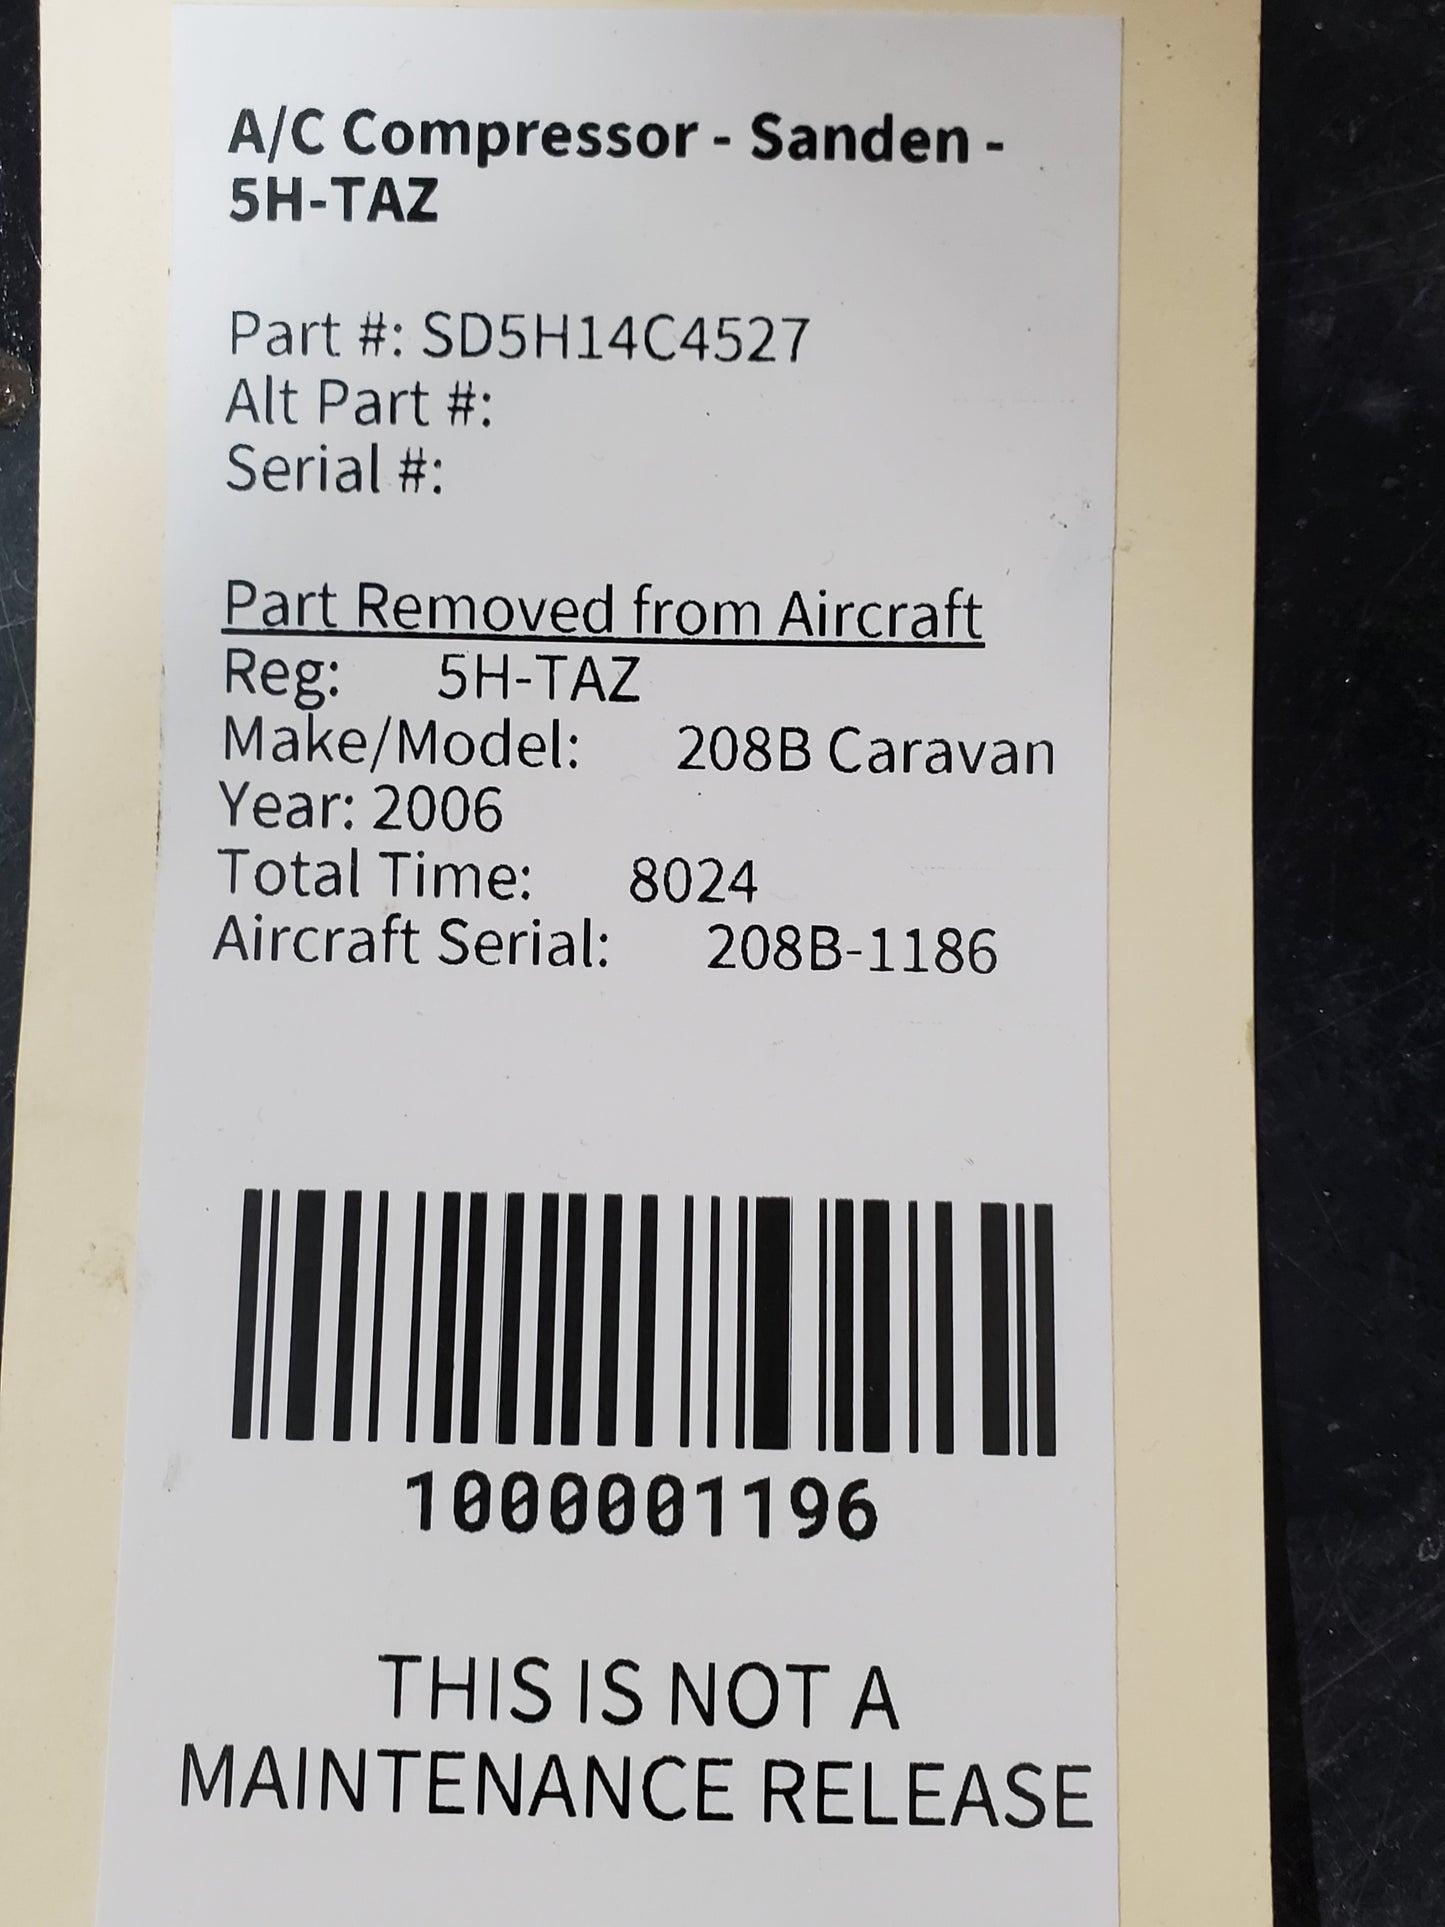 A/C Compressor - Sanden -
5H-TAZ
Part #: SD5H14C4527
Alt Part #:
Serial #:
Part Removed from Aircraft
Reg: 5H-TAZ
Make/Model: 208B Caravan
Year: 2006
Total Time: 8024
Aircraft Serial: 208B-1186
1000001196
THIS IS NOT A
MAINTENANCE RELEASE